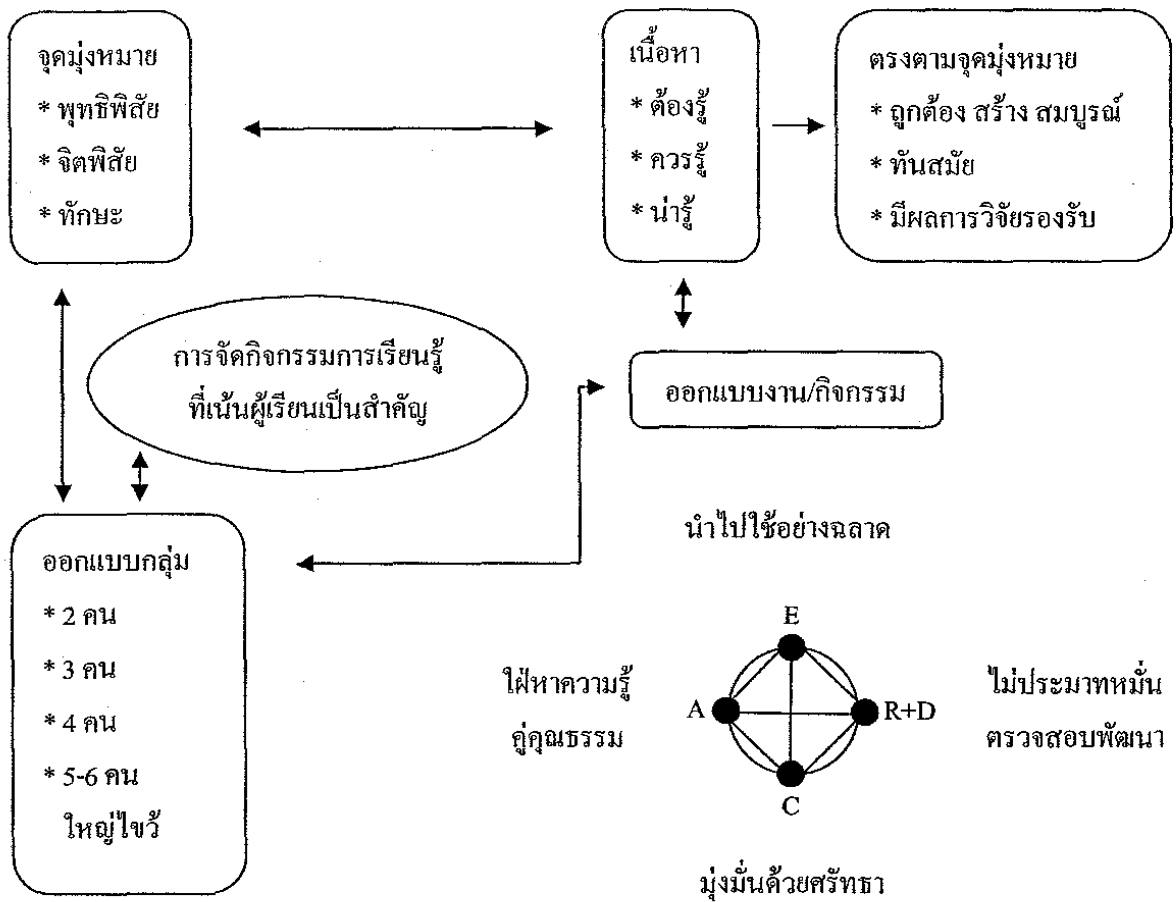 จุดมุ่งหมาย
* พุทธิพิสัย
* จิตพิสัย
* ทักษะ
เนื้อหา
* ต้องรู้
* ควรรู้
* น่ารู้
ตรงตามจุดมุ่งหมาย
* ถูกต้อง สร้าง สมบูรณ์
* ทันสมัย
* มีผลการวิจัยรองรับ
การจัดกิจกรรมการเรียนรู้
ที่เน้นผู้เรียนเป็นสำคัญ
ออกแบบงาน/กิจกรรม
ออกแบบกลุ่ม
* 2 คน
* 3 คน
* 4 คน
* 5-6 คน
ใหญ่ไขว้
นำไปใช้อย่างฉลาด
E
ใฝ่หาความรู้
คู่คุณธรรม
A
R+D
ไม่ประมาทหมั่น
ตรวจสอบพัฒนา
C
มุ่งมั่นด้วยศรัทธา